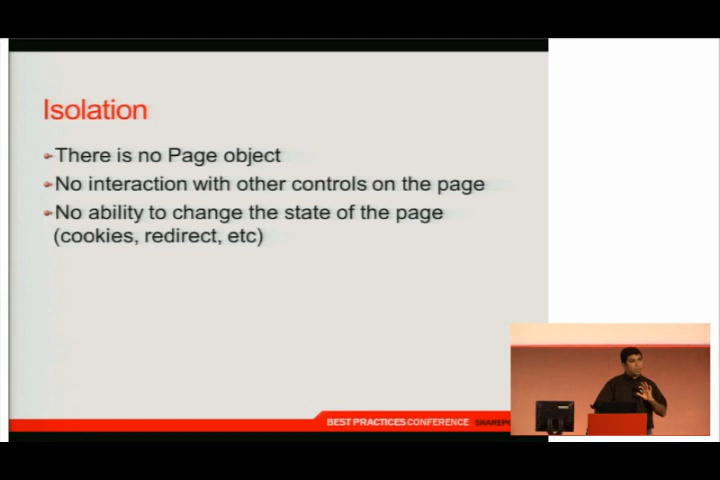 Isolation
There is no Page object
No interaction with other controls on the page
No ability to change the state of the page
(cookies, redirect, etc)
BEST PRACTICES CONFERENCE